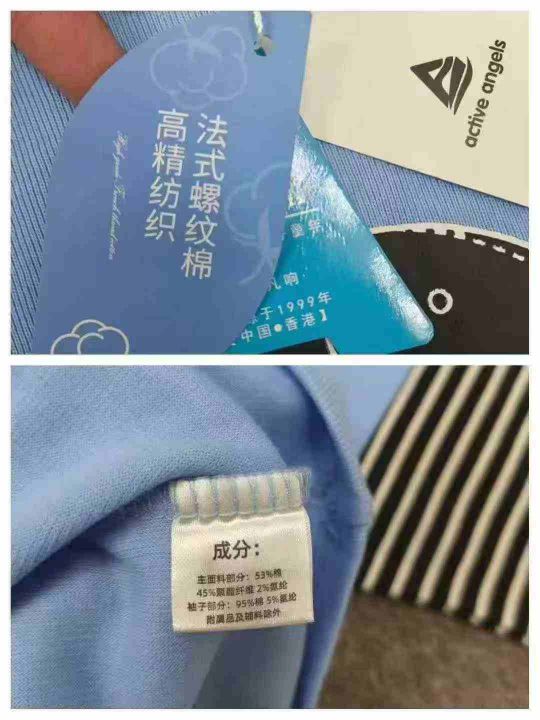 法式螺纹棉
高精纺织
active angels
于1999年
中国●香港】
成分：
主面料部分：53%棉
45%聚酯纤维 2%氨纶
袖子部分：95%棉 5%氨纶
附属品及辅料除外